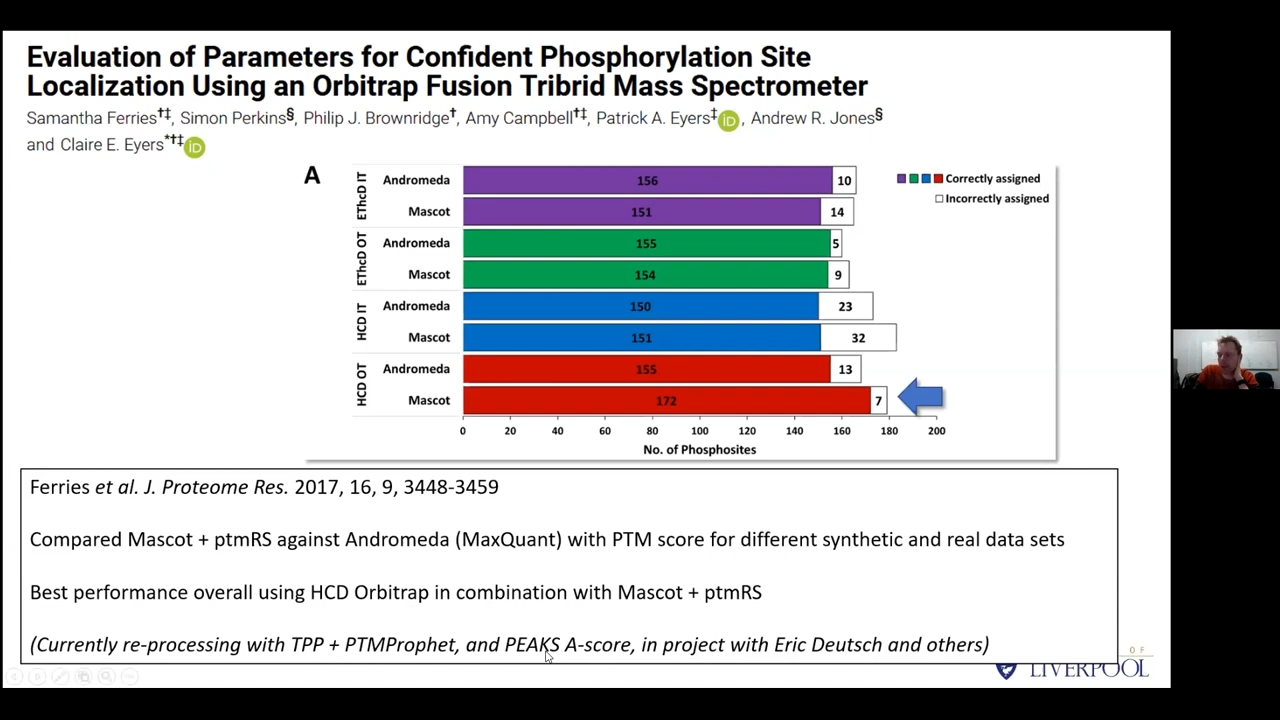 Evaluation of Parameters for Confident Phosphorylation Site
Localization Using an Orbitrap Fusion Tribrid Mass Spectrometer
Samantha Ferries†‡, Simon Perkins§, Philip J. Brownridge†, Amy Campbell†‡, Patrick A. Eyers‡ iD, Andrew R. Jones§
and Claire E. Eyers*†‡ iD
A
EThcD IT
Andromeda 156 10
Mascot 151 14
EThcD OT
Andromeda 155 5
Mascot 154 9
HCD IT
Andromeda 150 23
Mascot 151 32
HCD OT
Andromeda 155 13
Mascot 172 7
Correctly assigned
Incorrectly assigned
0 20 40 60 80 100 120 140 160 180 200
No. of Phosphosites
Ferries et al. J. Proteome Res. 2017, 16, 9, 3448-3459
Compared Mascot + ptmRS against Andromeda (MaxQuant) with PTM score for different synthetic and real data sets
Best performance overall using HCD Orbitrap in combination with Mascot + ptmRS
(Currently re-processing with TPP + PTMProphet, and PEAKS A-score, in project with Eric Deutsch and others)
OF
LIVERPOOL